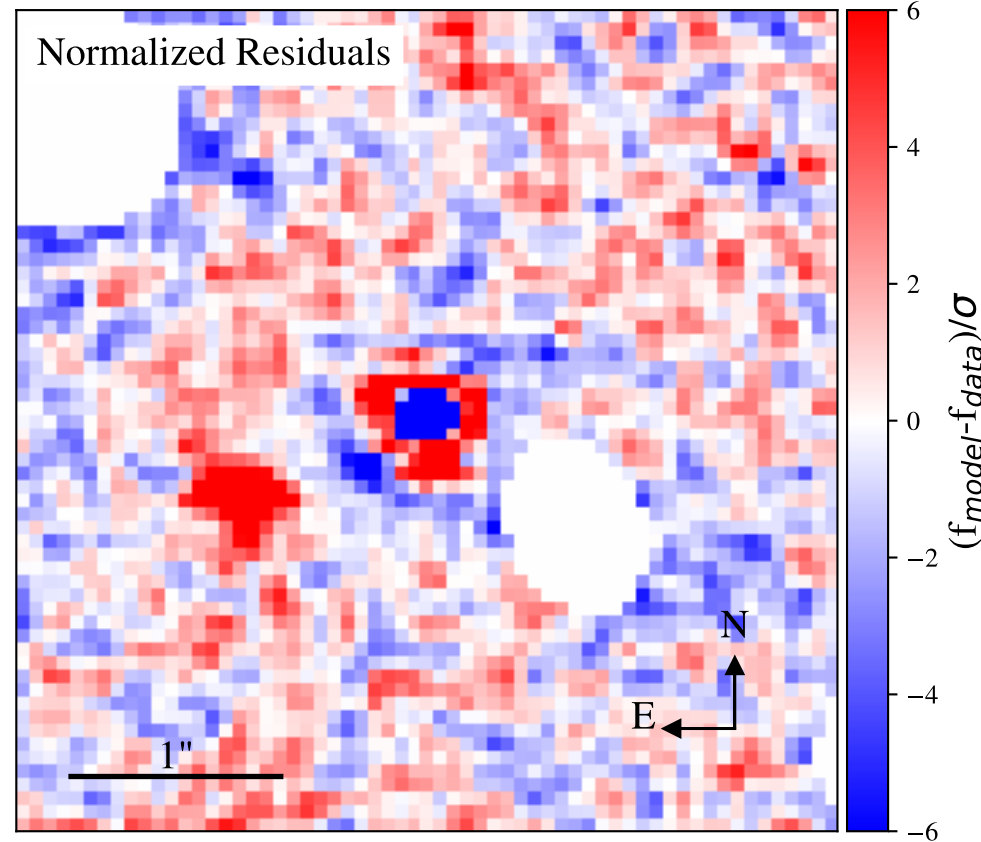 Normalized Residuals
6
4
2
0
−2
−4
−6
(f_model-f_data)/σ
N
E
1"